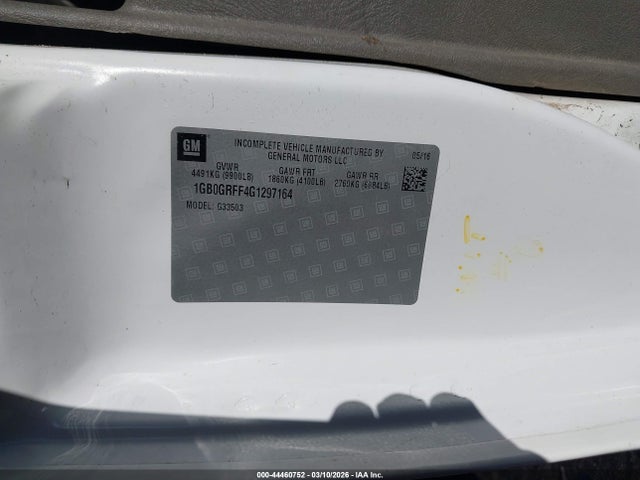 GM
INCOMPLETE VEHICLE MANUFACTURED BY
GENERAL MOTORS LLC
05/16
GVWR GAWR FRT GAWR RR
4491KG (9900LB) 1860KG (4100LB) 2760KG (6084LB)
1GB0GRFF4G1297164
MODEL: G33503
000-44460752 | 03/10/2026 | IAA Inc.